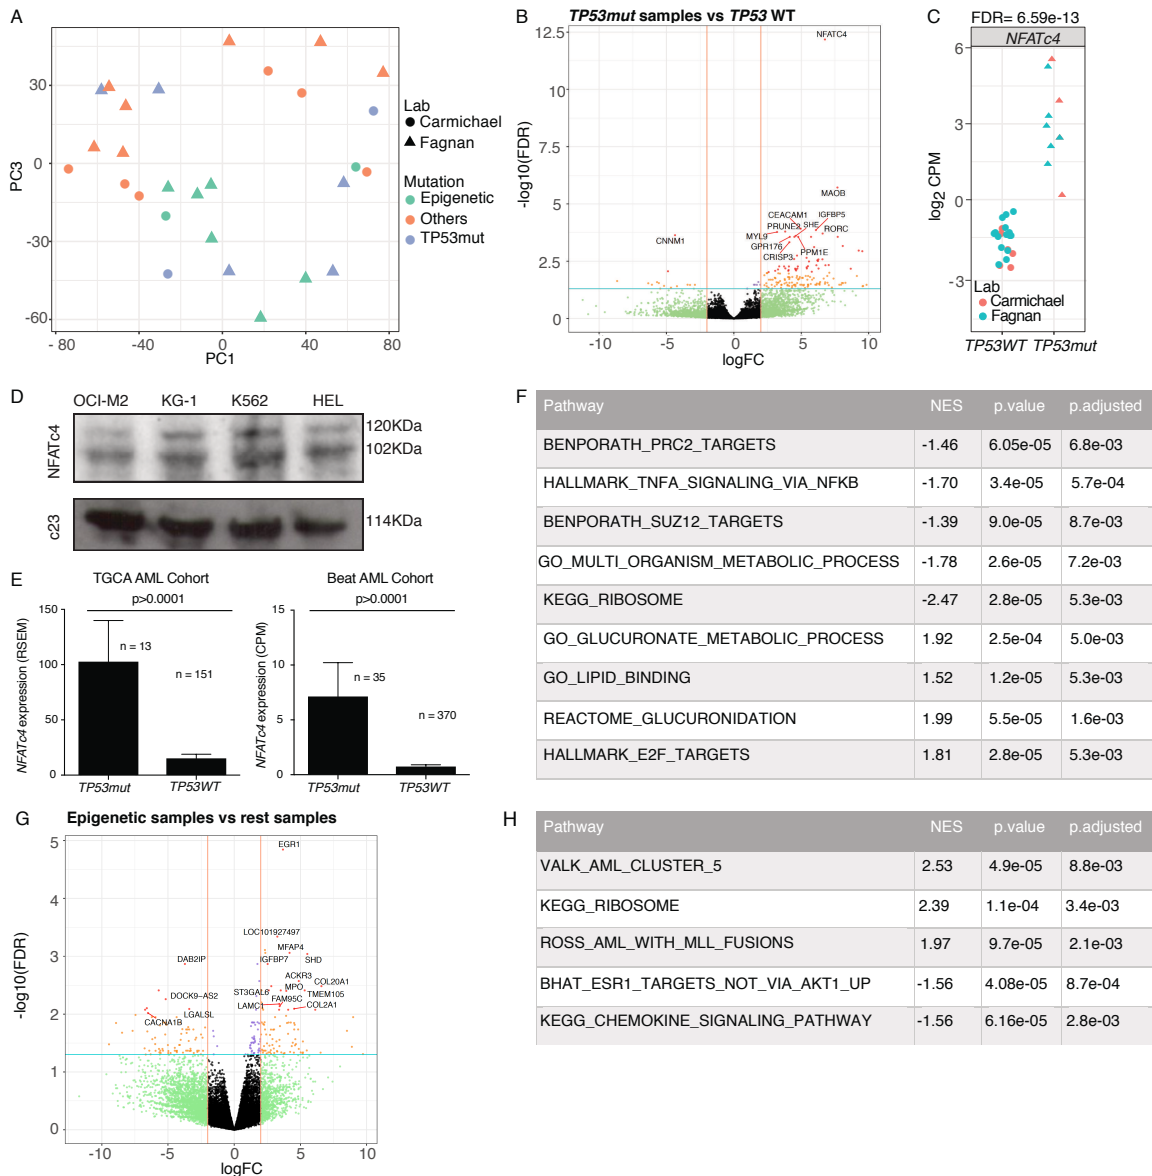 A
30
0
-30
-60
PC3
- 80
-40
0
40
80
PC1
Lab
Carmichael
Fagnan
Mutation
Epigenetic
Others
TP53mut
B
TP53mut samples vs TP53 WT
12.5
10
7.5
5
2.5
0
-log10(FDR)
NFATC4
MAOB
CEACAM1
IGFBP5
PRUNE2
SHE
RORC
MYL9
GPR176
PPM1E
CRISP3
CNNM1
-10
-5
0
5
10
logFC
C
FDR= 6.59e-13
NFATc4
6
3
0
-3
log2 CPM
Lab
Carmichael
Fagnan
TP53WT TP53mut
D
OCI-M2 KG-1 K562 HEL
NFATc4
120KDa
102KDa
c23
114KDa
E
TGCA AML Cohort
p>0.0001
150
100
50
0
NFATc4 expression (RSEM)
n = 13
n = 151
TP53mut TP53WT
Beat AML Cohort
p>0.0001
15
10
5
0
NFATc4 expression (CPM)
n = 35
n = 370
TP53mut TP53WT
F
Pathway NES p.value p.adjusted
BENPORATH_PRC2_TARGETS -1.46 6.05e-05 6.8e-03
HALLMARK_TNFA_SIGNALING_VIA_NFKB -1.70 3.4e-05 5.7e-04
BENPORATH_SUZ12_TARGETS -1.39 9.0e-05 8.7e-03
GO_MULTI_ORGANISM_METABOLIC_PROCESS -1.78 2.6e-05 7.2e-03
KEGG_RIBOSOME -2.47 2.8e-05 5.3e-03
GO_GLUCURONATE_METABOLIC_PROCESS 1.92 2.5e-04 5.0e-03
GO_LIPID_BINDING 1.52 1.2e-05 5.3e-03
REACTOME_GLUCURONIDATION 1.99 5.5e-05 1.6e-03
HALLMARK_E2F_TARGETS 1.81 2.8e-05 5.3e-03
G
Epigenetic samples vs rest samples
5
4
3
2
1
0
-log10(FDR)
EGR1
LOC101927497
MFAP4
DAB2IP
IGFBP7
SHD
ACKR3
COL20A1
MPO
ST3GAL6
TMEM105
DOCK9-AS2
FAM95C
LAMC1
COL2A1
LGALSL
CACNA1B
-10
-5
0
5
10
logFC
H
Pathway NES p.value p.adjusted
VALK_AML_CLUSTER_5 2.53 4.9e-05 8.8e-03
KEGG_RIBOSOME 2.39 1.1e-04 3.4e-03
ROSS_AML_WITH_MLL_FUSIONS 1.97 9.7e-05 2.1e-03
BHAT_ESR1_TARGETS_NOT_VIA_AKT1_UP -1.56 4.08e-05 8.7e-04
KEGG_CHEMOKINE_SIGNALING_PATHWAY -1.56 6.16e-05 2.8e-03